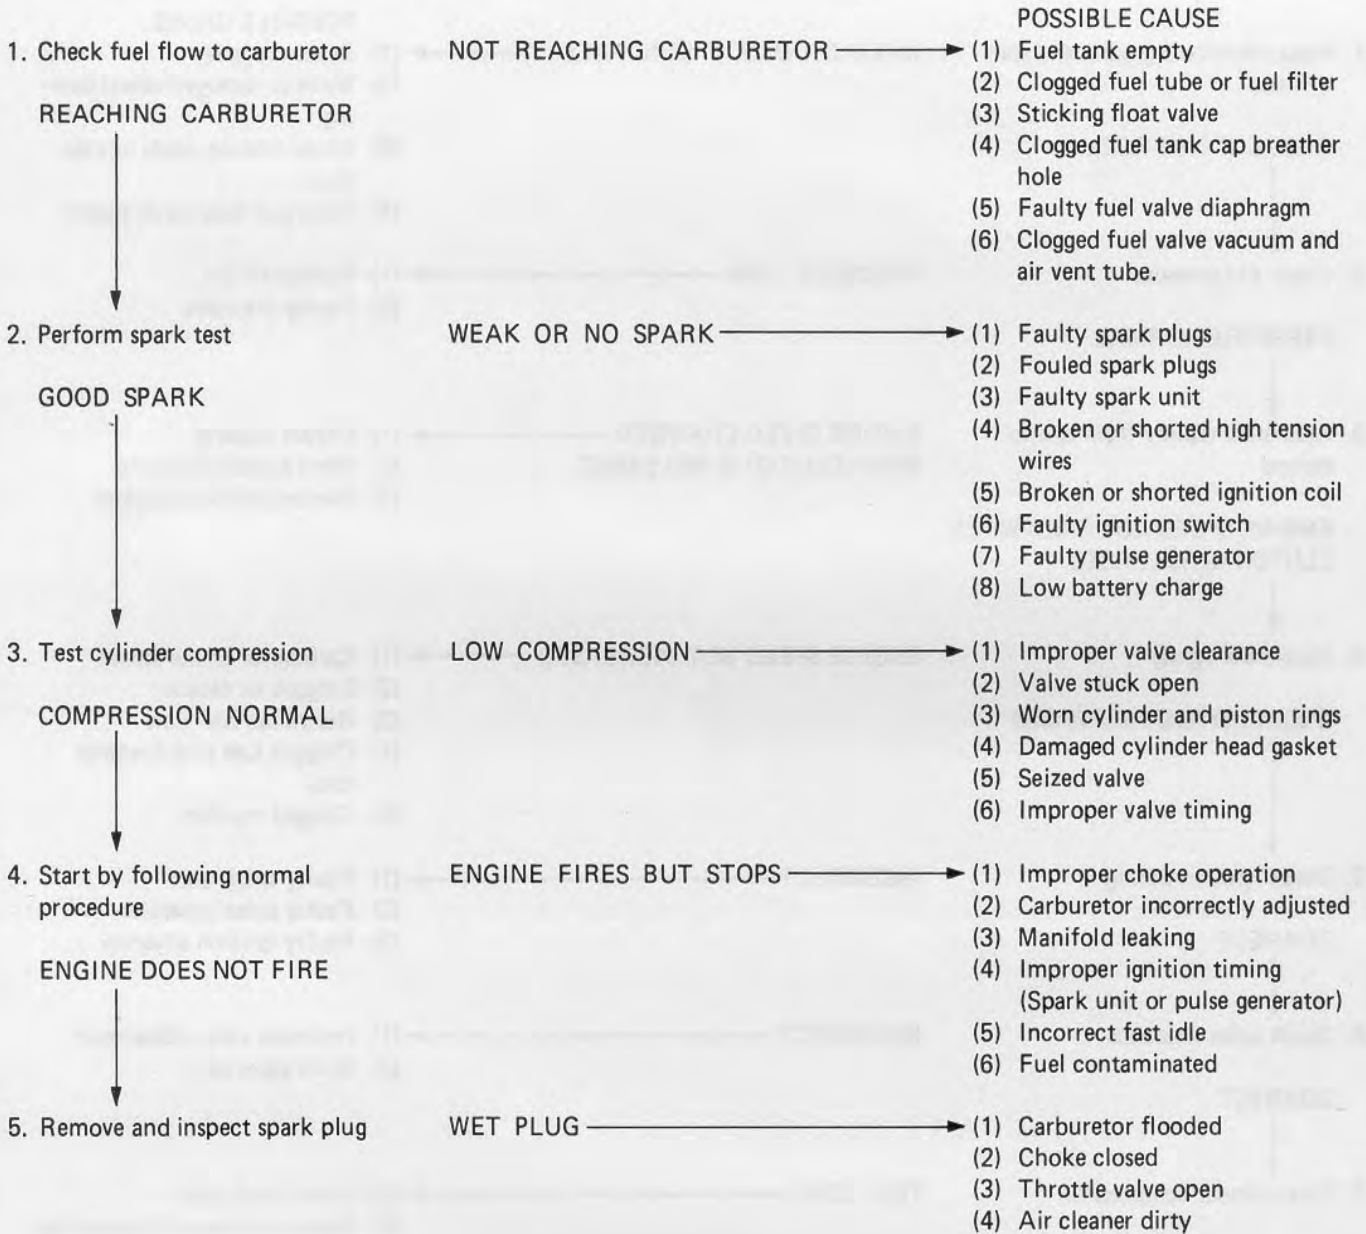 POSSIBLE CAUSE
1. Check fuel flow to carburetor NOT REACHING CARBURETOR (1) Fuel tank empty
(2) Clogged fuel tube or fuel filter
REACHING CARBURETOR (3) Sticking float valve
(4) Clogged fuel tank cap breather
hole
(5) Faulty fuel valve diaphragm
(6) Clogged fuel valve vacuum and
air vent tube.
2. Perform spark test WEAK OR NO SPARK (1) Faulty spark plugs
(2) Fouled spark plugs
GOOD SPARK (3) Faulty spark unit
(4) Broken or shorted high tension
wires
(5) Broken or shorted ignition coil
(6) Faulty ignition switch
(7) Faulty pulse generator
(8) Low battery charge
3. Test cylinder compression LOW COMPRESSION (1) Improper valve clearance
(2) Valve stuck open
COMPRESSION NORMAL (3) Worn cylinder and piston rings
(4) Damaged cylinder head gasket
(5) Seized valve
(6) Improper valve timing
4. Start by following normal ENGINE FIRES BUT STOPS (1) Improper choke operation
procedure (2) Carburetor incorrectly adjusted
(3) Manifold leaking
ENGINE DOES NOT FIRE (4) Improper ignition timing
(Spark unit or pulse generator)
(5) Incorrect fast idle
(6) Fuel contaminated
5. Remove and inspect spark plug WET PLUG (1) Carburetor flooded
(2) Choke closed
(3) Throttle valve open
(4) Air cleaner dirty